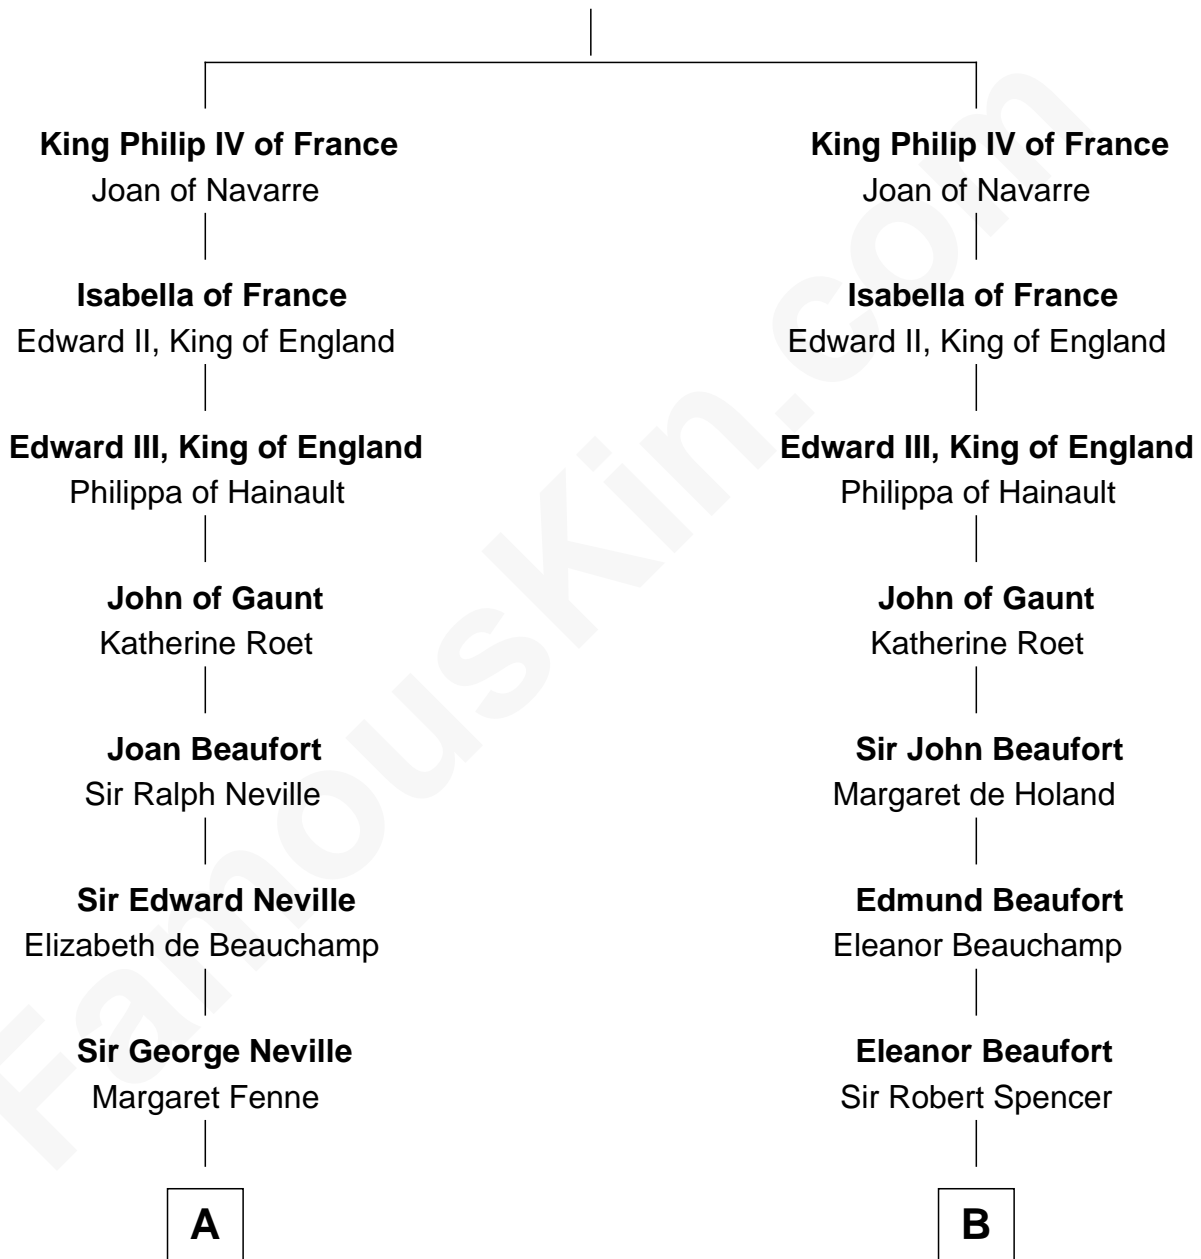 King Philip IV of France
Joan of Navarre
Isabella of France
Edward II, King of England
Edward III, King of England
Philippa of Hainault
John of Gaunt
Katherine Roet
Joan Beaufort
Sir Ralph Neville
Sir Edward Neville
Elizabeth de Beauchamp
Sir George Neville
Margaret Fenne
A
King Philip IV of France
Joan of Navarre
Isabella of France
Edward II, King of England
Edward III, King of England
Philippa of Hainault
John of Gaunt
Katherine Roet
Sir John Beaufort
Margaret de Holand
Edmund Beaufort
Eleanor Beauchamp
Eleanor Beaufort
Sir Robert Spencer
B
FamousKin.com